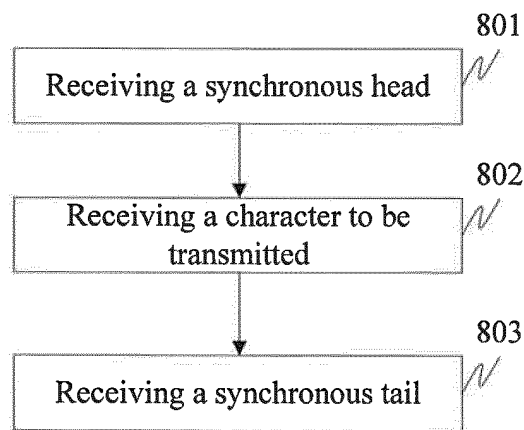 801
Receiving a synchronous head
802
Receiving a character to be
transmitted
803
Receiving a synchronous tail